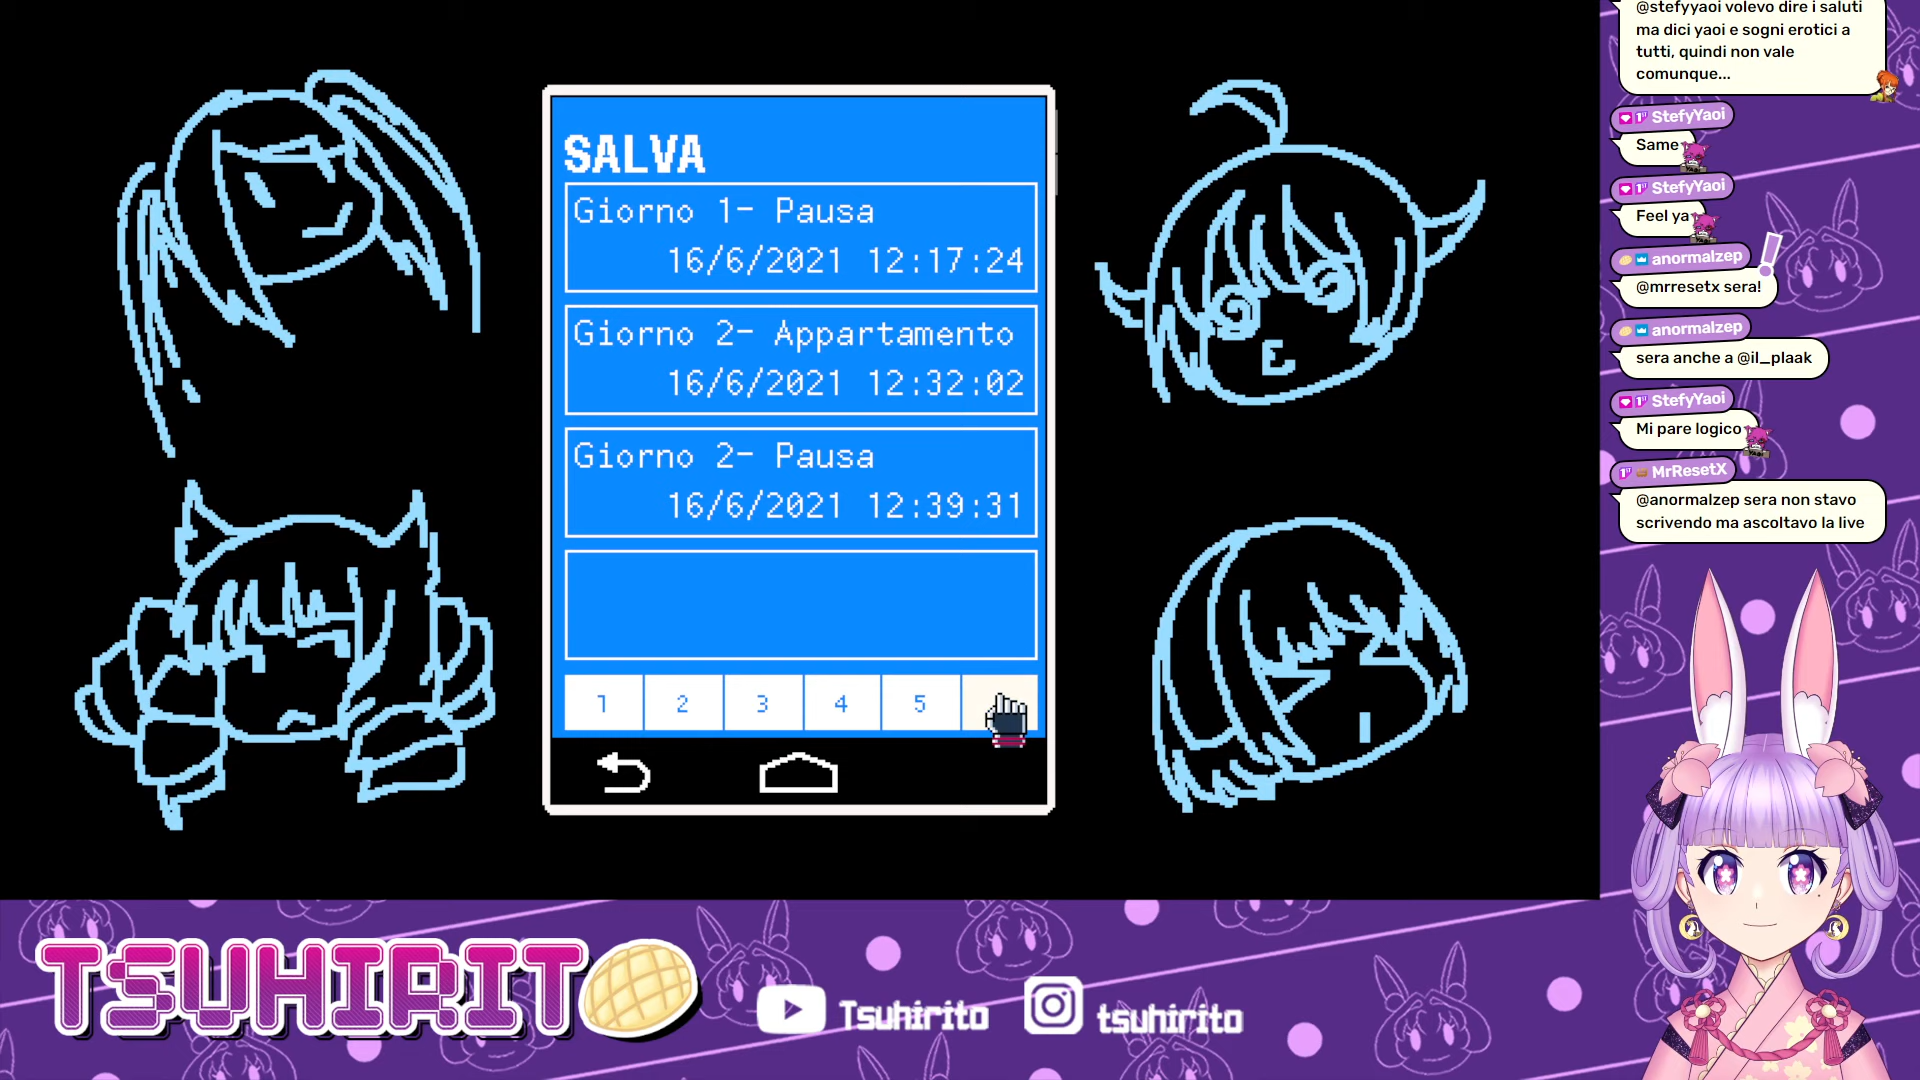 SALVA
Giorno 1- Pausa
16/6/2021 12:17:24
Giorno 2- Appartamento
16/6/2021 12:32:02
Giorno 2- Pausa
16/6/2021 12:39:31
1 2 3 4 5
@stefyyaoi volevo dire i saluti
ma dici yaoi e sogni erotici a
tutti, quindi non vale
comunque...
StefyYaoi
Same
StefyYaoi
Feel ya
anormalzep
@mrresetx sera!
anormalzep
sera anche a @il_plaak
StefyYaoi
Mi pare logico
MrResetX
@anormalzep sera non stavo
scrivendo ma ascoltavo la live
TSUHIRIT
Tsuhirito
tsuhirito